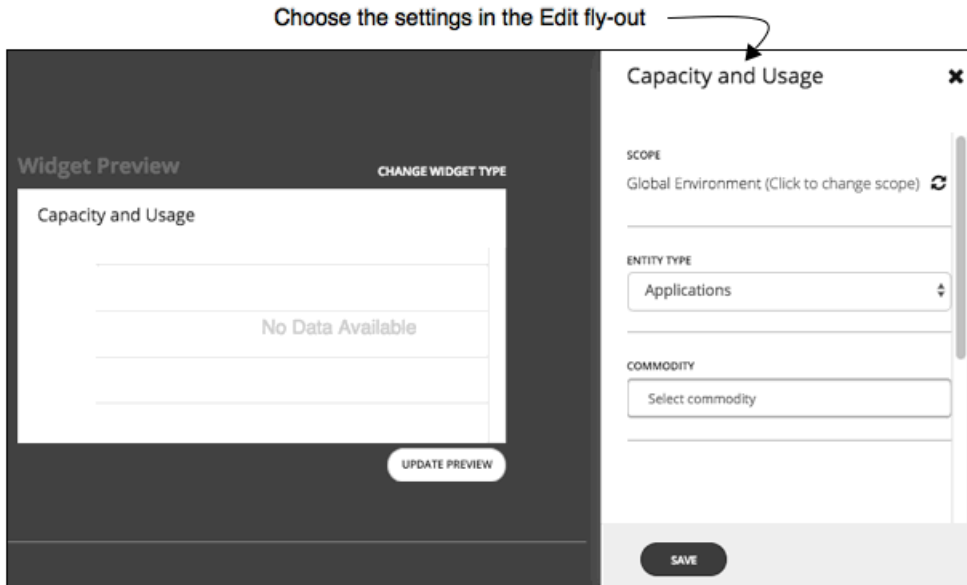 Choose the settings in the Edit fly-out
Capacity and Usage
SCOPE
Global Environment (Click to change scope)
ENTITY TYPE
Applications
COMMODITY
Select commodity
SAVE
Widget Preview
CHANGE WIDGET TYPE
Capacity and Usage
No Data Available
UPDATE PREVIEW